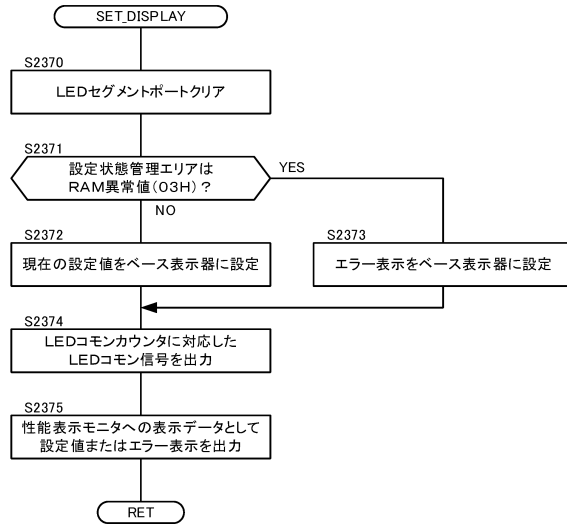 SET_DISPLAY
S2370
LEDセグメントポートクリア
S2371
設定状態管理エリアは
RAM異常値(03H)?
YES
NO
S2372
現在の設定値をベース表示器に設定
S2373
エラー表示をベース表示器に設定
S2374
LEDコモンカウンタに対応した
LEDコモン信号を出力
S2375
性能表示モニタへの表示データとして
設定値またはエラー表示を出力
RET